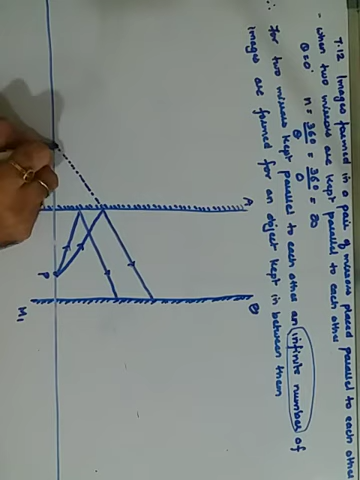 7.12 Images formed in a pair of mirrors placed parallel to each other
- when two mirrors are kept parallel to each other
θ=0° n = 360 / θ = 360 / 0 = ∞
∴ For two mirrors kept parallel to each other an infinite number of
images are formed for an object kept in between them
A
B
P
M₁